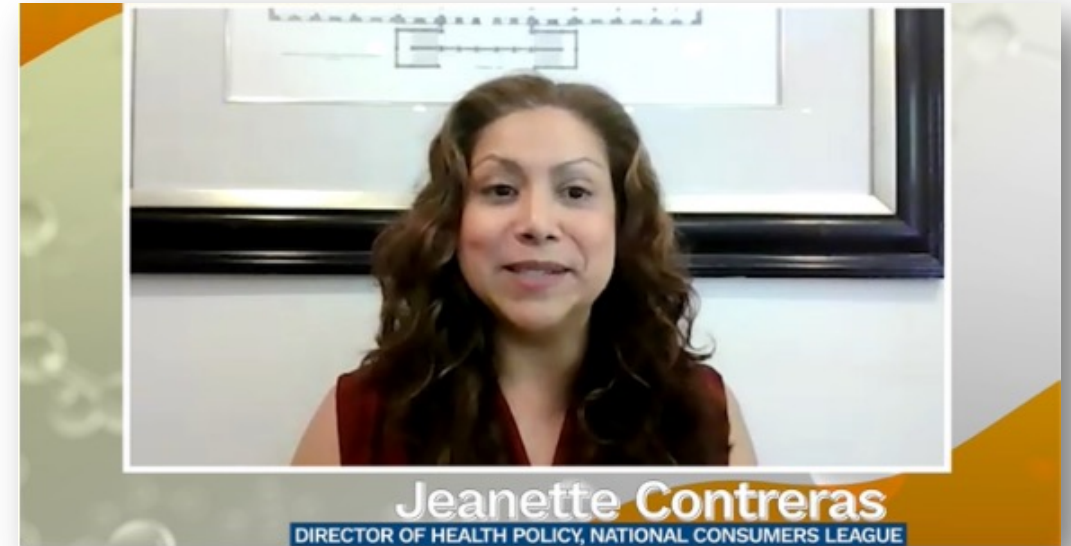 Jeanette Contreras
DIRECTOR OF HEALTH POLICY, NATIONAL CONSUMERS LEAGUE